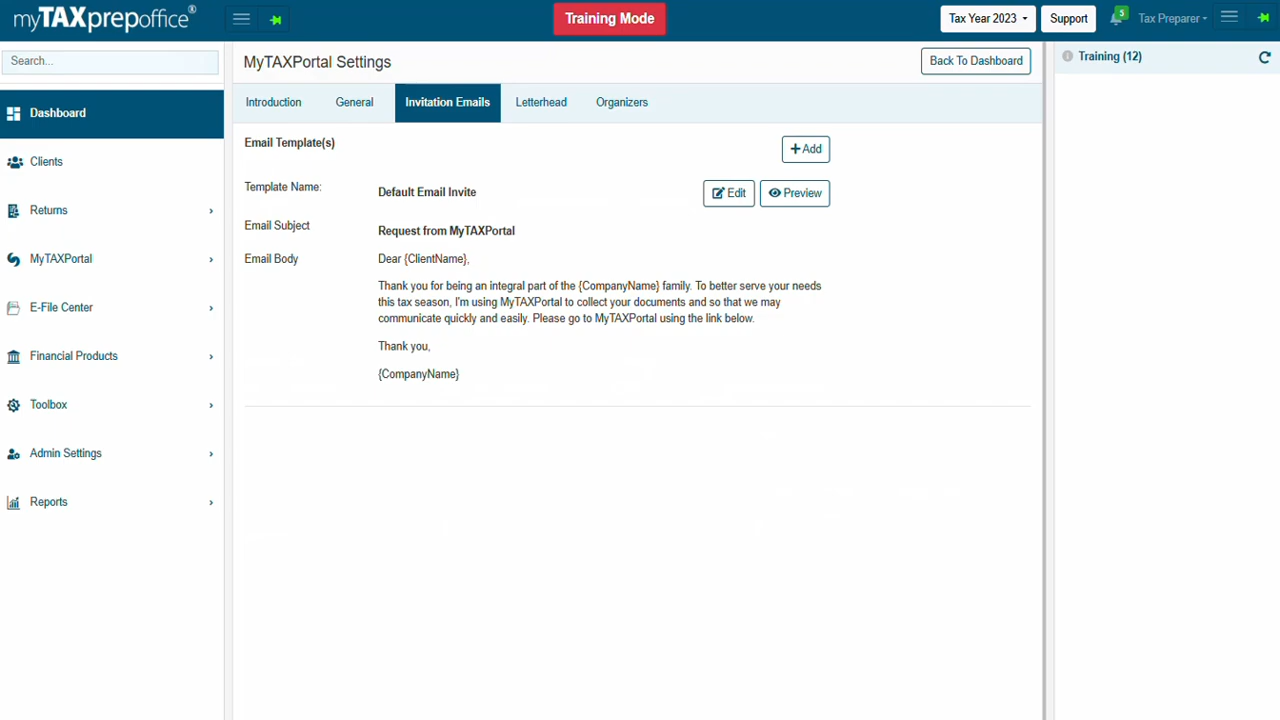 myTAXprepoffice®
Training Mode
Tax Year 2023
Support
5
Tax Preparer
Search...
MyTAXPortal Settings
Back To Dashboard
Training (12)
Introduction
General
Invitation Emails
Letterhead
Organizers
Dashboard
Clients
Returns
MyTAXPortal
E-File Center
Financial Products
Toolbox
Admin Settings
Reports
Email Template(s)
Add
Template Name:
Default Email Invite
Edit
Preview
Email Subject
Request from MyTAXPortal
Email Body
Dear {ClientName},
Thank you for being an integral part of the {CompanyName} family. To better serve your needs
this tax season, I'm using MyTAXPortal to collect your documents and so that we may
communicate quickly and easily. Please go to MyTAXPortal using the link below.
Thank you,
{CompanyName}